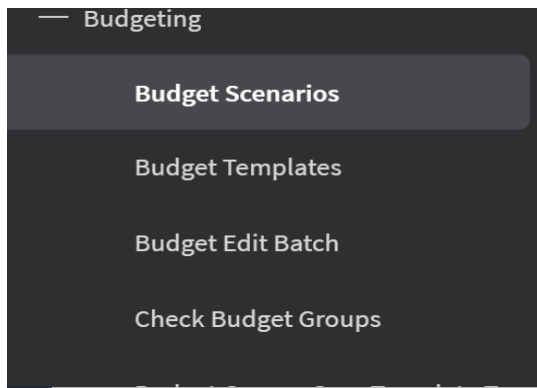 Budgeting
Budget Scenarios
Budget Templates
Budget Edit Batch
Check Budget Groups